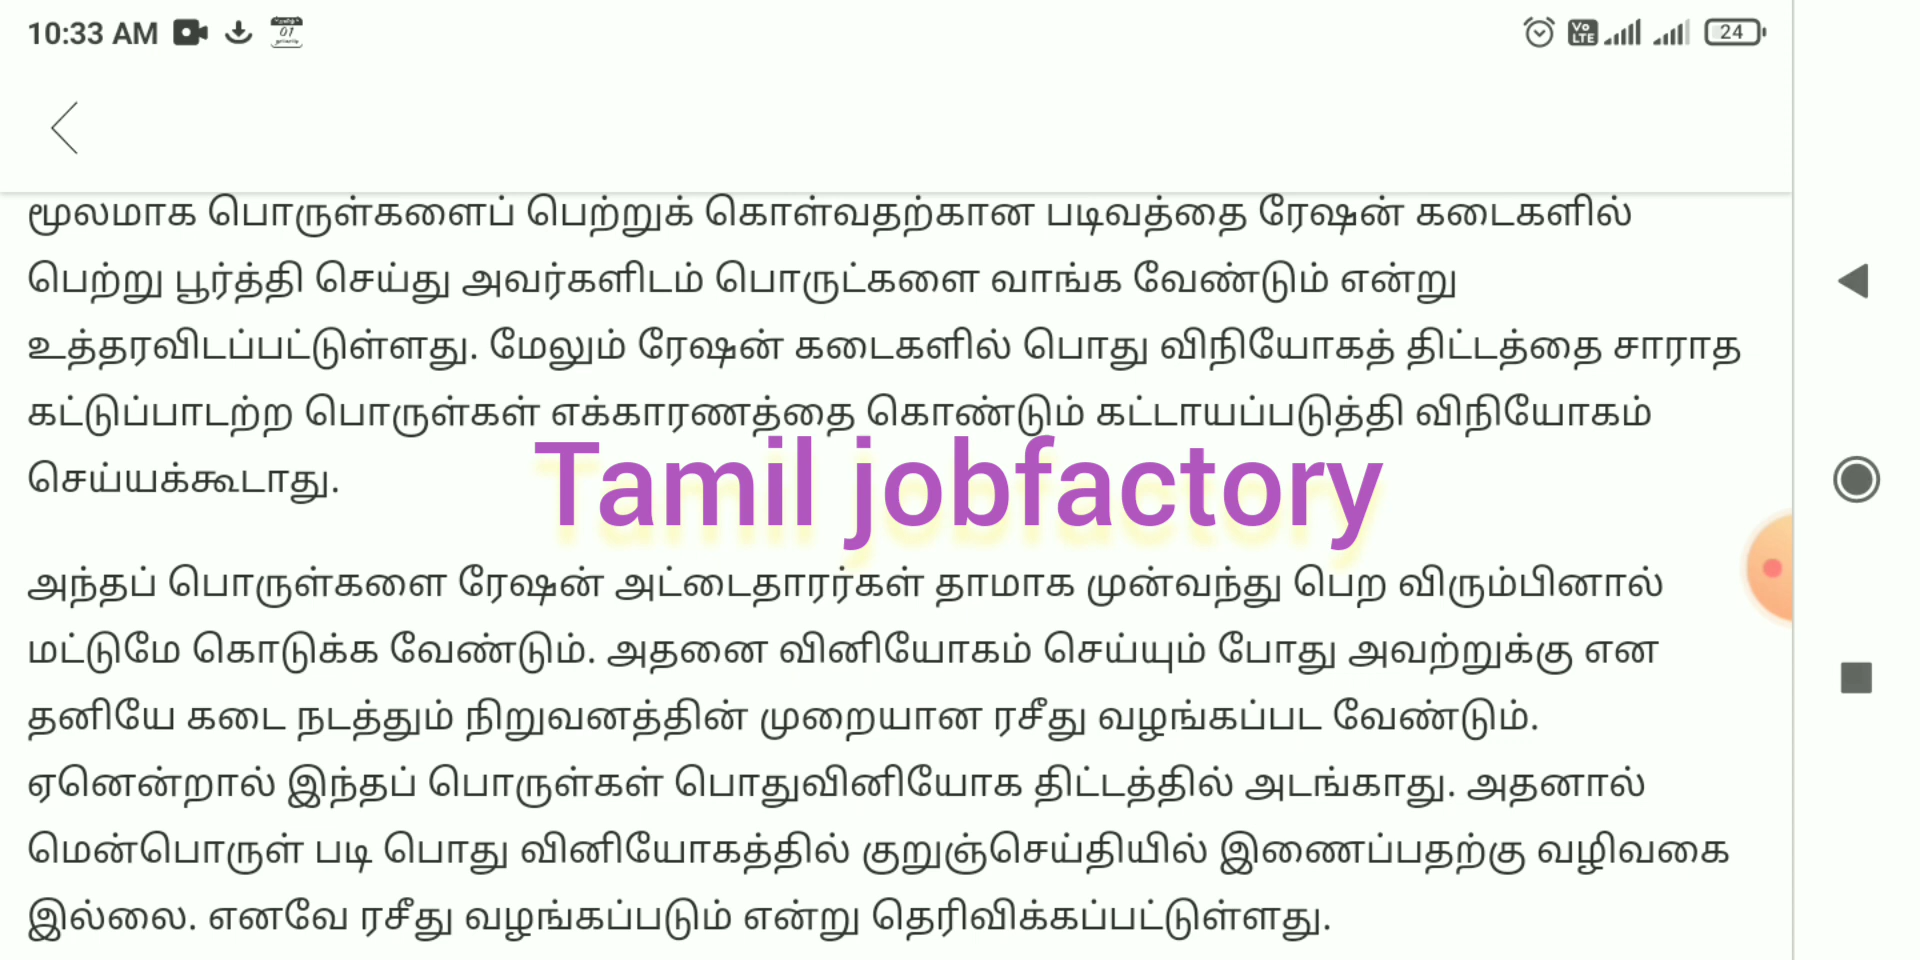 10:33 AM
01
Vo LTE
24
மூலமாக பொருள்களைப் பெற்றுக் கொள்வதற்கான படிவத்தை ரேஷன் கடைகளில்
பெற்று பூர்த்தி செய்து அவர்களிடம் பொருட்களை வாங்க வேண்டும் என்று
உத்தரவிடப்பட்டுள்ளது. மேலும் ரேஷன் கடைகளில் பொது விநியோகத் திட்டத்தை சாராத
கட்டுப்பாடற்ற பொருள்கள் எக்காரணத்தை கொண்டும் கட்டாயப்படுத்தி விநியோகம்
செய்யக்கூடாது.
Tamil jobfactory
அந்தப் பொருள்களை ரேஷன் அட்டைதாரர்கள் தாமாக முன்வந்து பெற விரும்பினால்
மட்டுமே கொடுக்க வேண்டும். அதனை வினியோகம் செய்யும் போது அவற்றுக்கு என
தனியே கடை நடத்தும் நிறுவனத்தின் முறையான ரசீது வழங்கப்பட வேண்டும்.
ஏனென்றால் இந்தப் பொருள்கள் பொதுவினியோக திட்டத்தில் அடங்காது. அதனால்
மென்பொருள் படி பொது வினியோகத்தில் குறுஞ்செய்தியில் இணைப்பதற்கு வழிவகை
இல்லை. எனவே ரசீது வழங்கப்படும் என்று தெரிவிக்கப்பட்டுள்ளது.